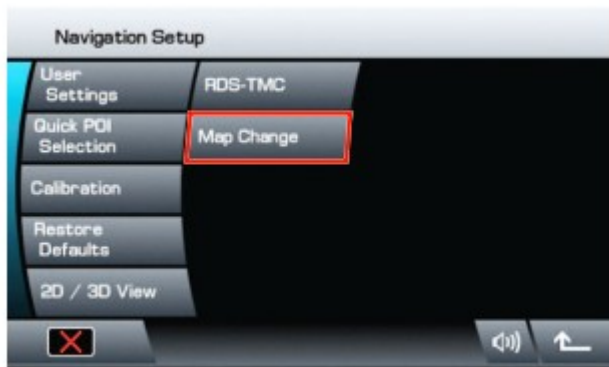 Navigation Setup
User
Settings
RDS-TMC
Quick POI
Selection
Map Change
Calibration
Restore
Defaults
2D / 3D View